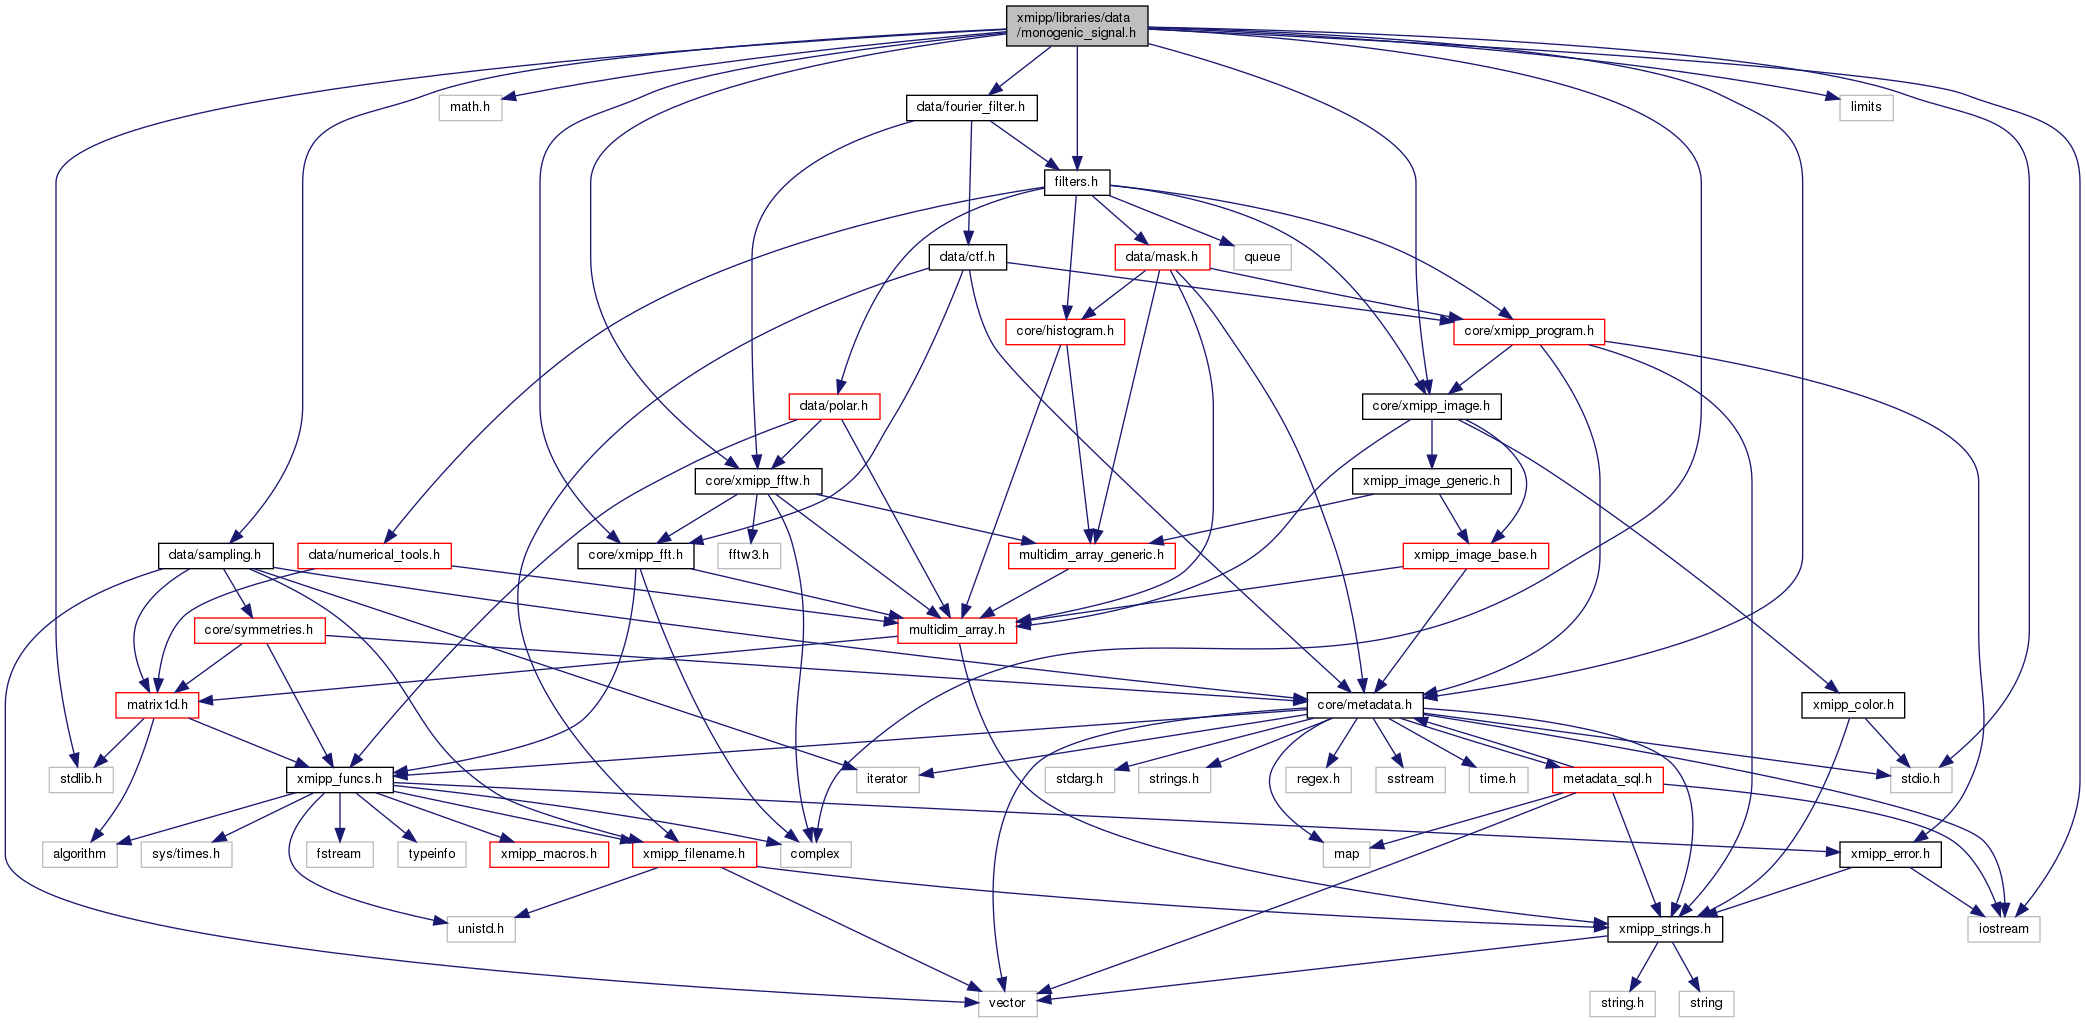 xmipp/libraries/data
/monogenic_signal.h
math.h
data/fourier_filter.h
limits
filters.h
data/ctf.h
data/mask.h
queue
core/histogram.h
core/xmipp_program.h
data/polar.h
core/xmipp_image.h
core/xmipp_fftw.h
xmipp_image_generic.h
data/sampling.h
data/numerical_tools.h
core/xmipp_fft.h
fftw3.h
multidim_array_generic.h
xmipp_image_base.h
core/symmetries.h
multidim_array.h
matrix1d.h
core/metadata.h
xmipp_color.h
stdlib.h
xmipp_funcs.h
iterator
stdarg.h
strings.h
regex.h
sstream
time.h
metadata_sql.h
stdio.h
algorithm
sys/times.h
fstream
typeinfo
xmipp_macros.h
xmipp_filename.h
complex
map
xmipp_error.h
unistd.h
xmipp_strings.h
iostream
vector
string.h
string